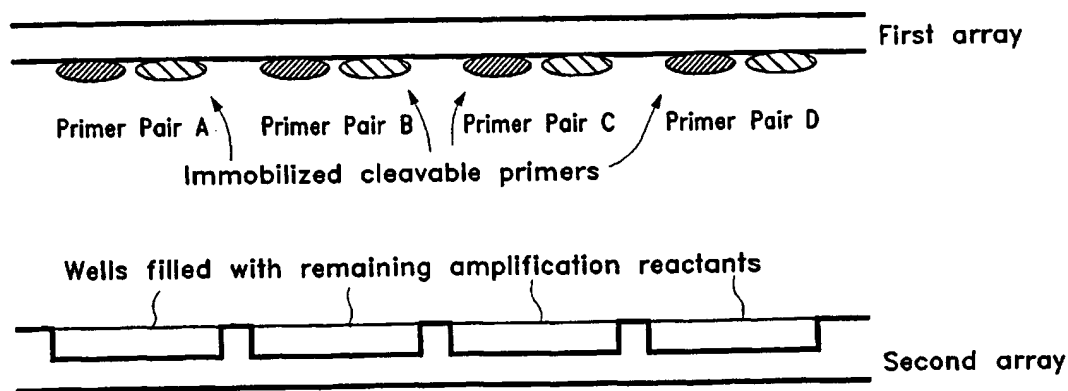 First array
Primer Pair A
Primer Pair B
Primer Pair C
Primer Pair D
Immobilized cleavable primers
Wells filled with remaining amplification reactants
Second array